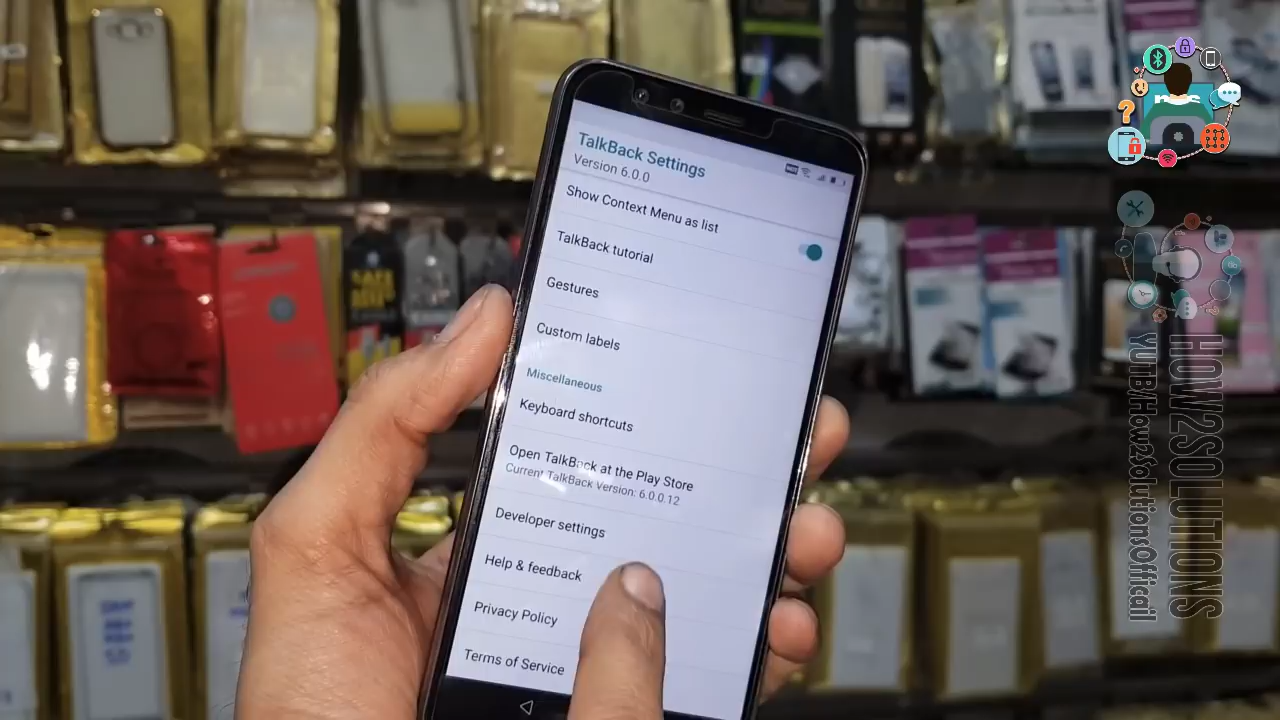 TalkBack Settings
Version 6.0.0
Show Context Menu as list
TalkBack tutorial
Gestures
Custom labels
Miscellaneous
Keyboard shortcuts
Open TalkBack at the Play Store
Current TalkBack Version: 6.0.0.12
Developer settings
Help & feedback
Privacy Policy
Terms of Service
HOW2SOLUTIONS
YUTB/How2SolutionsOfficail